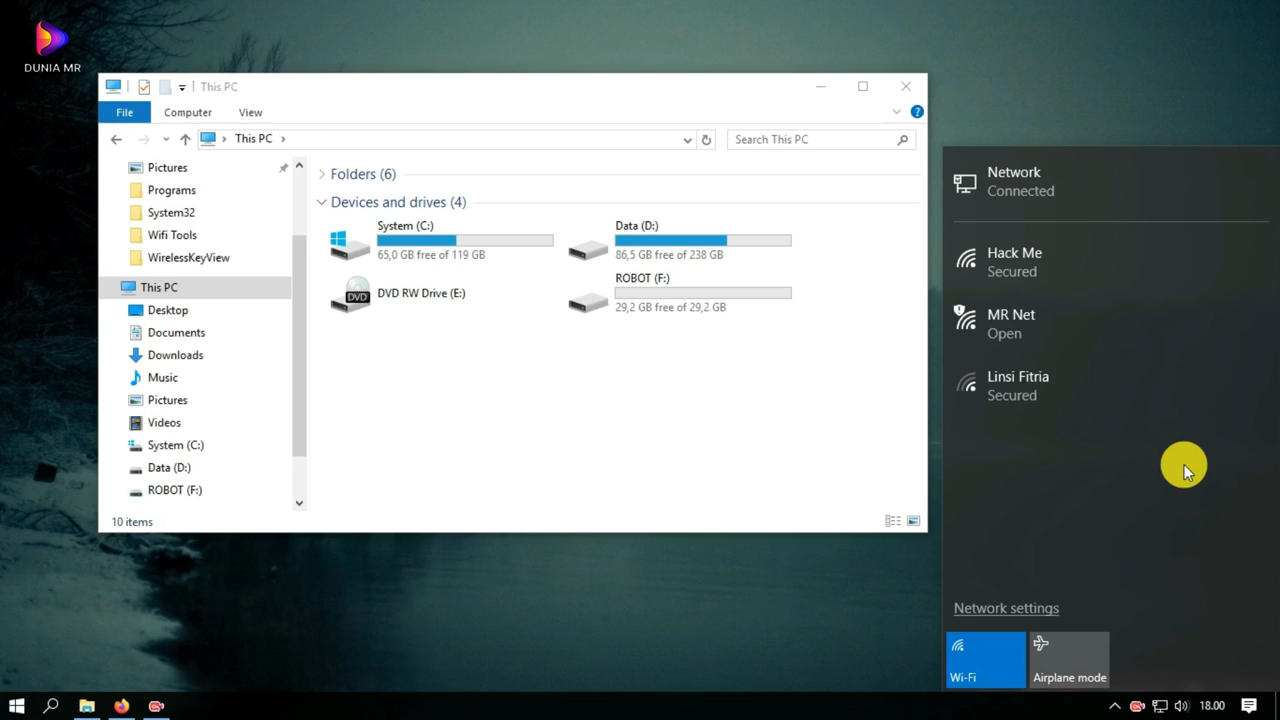 DUNIA MR
This PC
File
Computer
View
This PC
Search This PC
Pictures
Programs
System32
Wifi Tools
WirelessKeyView
This PC
Desktop
Documents
Downloads
Music
Pictures
Videos
System (C:)
Data (D:)
ROBOT (F:)
10 items
Folders (6)
Devices and drives (4)
System (C:)
65,0 GB free of 119 GB
Data (D:)
86,5 GB free of 238 GB
DVD
DVD RW Drive (E:)
ROBOT (F:)
29,2 GB free of 29,2 GB
Network
Connected
Hack Me
Secured
MR Net
Open
Linsi Fitria
Secured
Network settings
Wi-Fi
Airplane mode
18.00